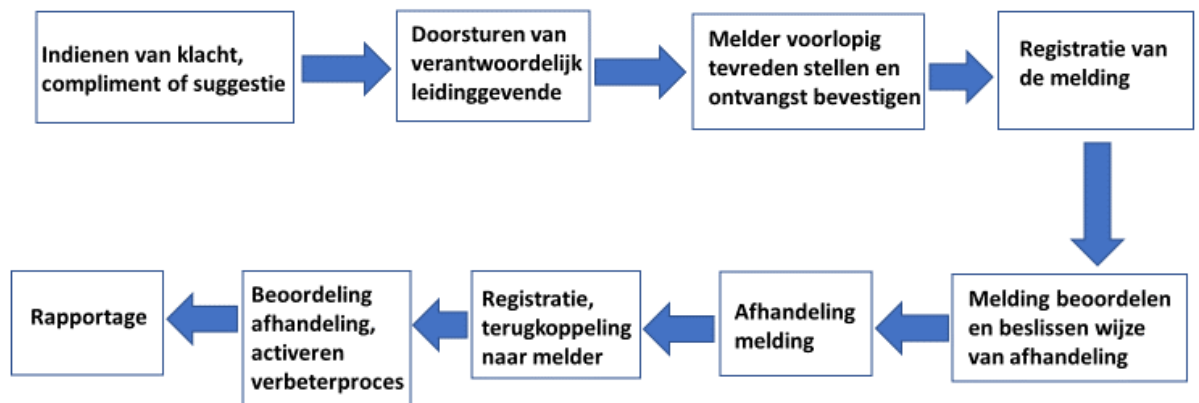 Indienen van klacht,
compliment of suggestie
Doorsturen van
verantwoordelijk
leidinggevende
Melder voorlopig
tevreden stellen en
ontvangst bevestigen
Registratie van
de melding
Melding beoordelen
en beslissen wijze
van afhandeling
Afhandeling
melding
Registratie,
terugkoppeling
naar melder
Beoordeling
afhandeling,
activeren
verbeterproces
Rapportage